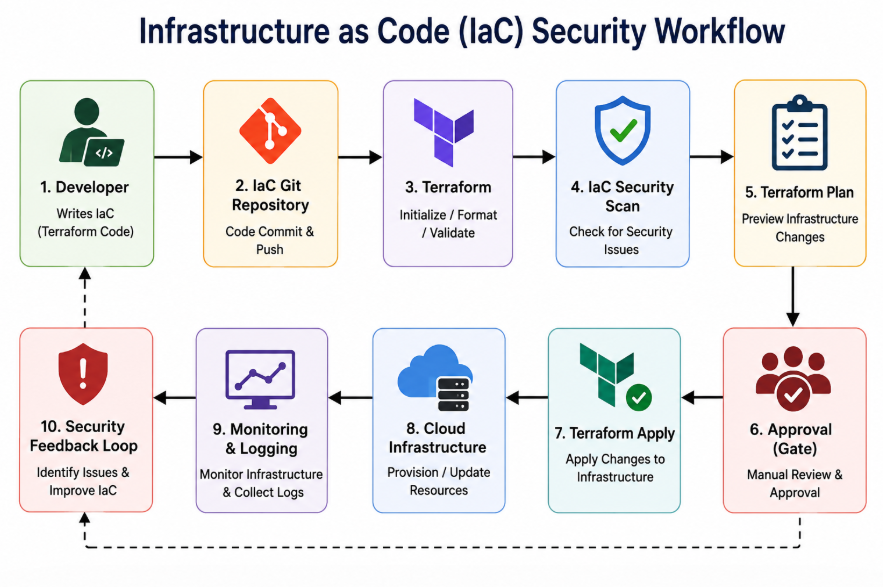 Infrastructure as Code (IaC) Security Workflow
1. Developer
Writes IaC
(Terraform Code)
2. IaC Git
Repository
Code Commit &
Push
3. Terraform
Initialize / Format
/ Validate
4. IaC Security
Scan
Check for Security
Issues
5. Terraform Plan
Preview Infrastructure
Changes
6. Approval
(Gate)
Manual Review &
Approval
7. Terraform Apply
Apply Changes to
Infrastructure
8. Cloud
Infrastructure
Provision / Update
Resources
9. Monitoring
& Logging
Monitor Infrastructure
& Collect Logs
10. Security
Feedback Loop
Identify Issues &
Improve IaC